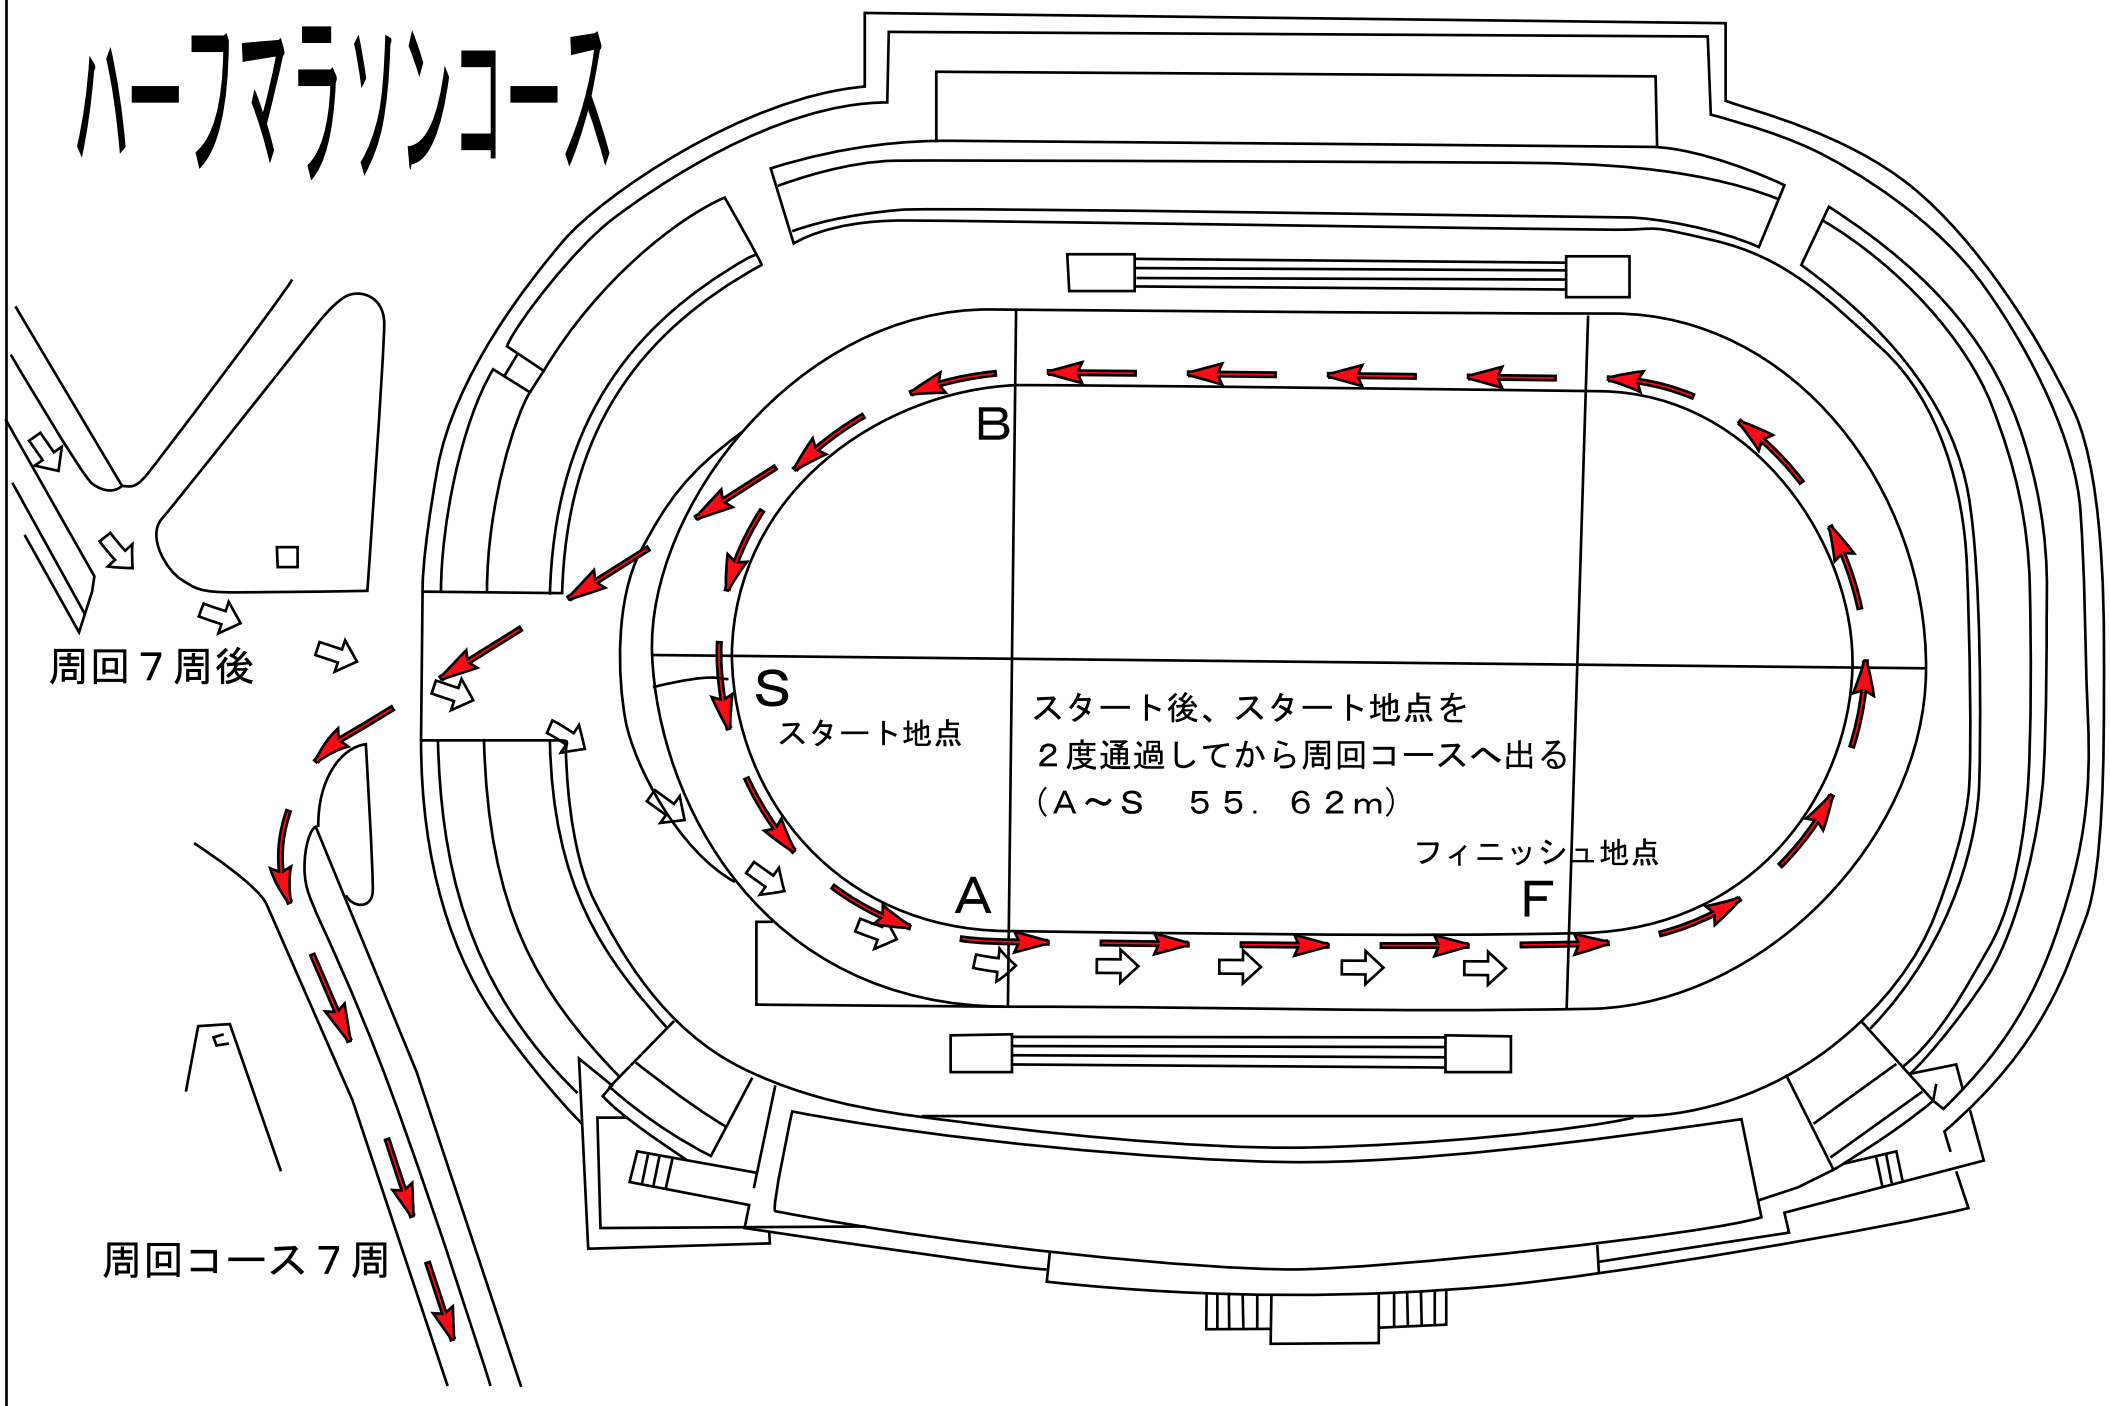 ハーフマラソンコース
B
周回７周後
S
スタート地点
スタート後、スタート地点を
２度通過してから周回コースへ出る
（A～S　５５．６２ｍ）
フィニッシュ地点
A
F
周回コース７周